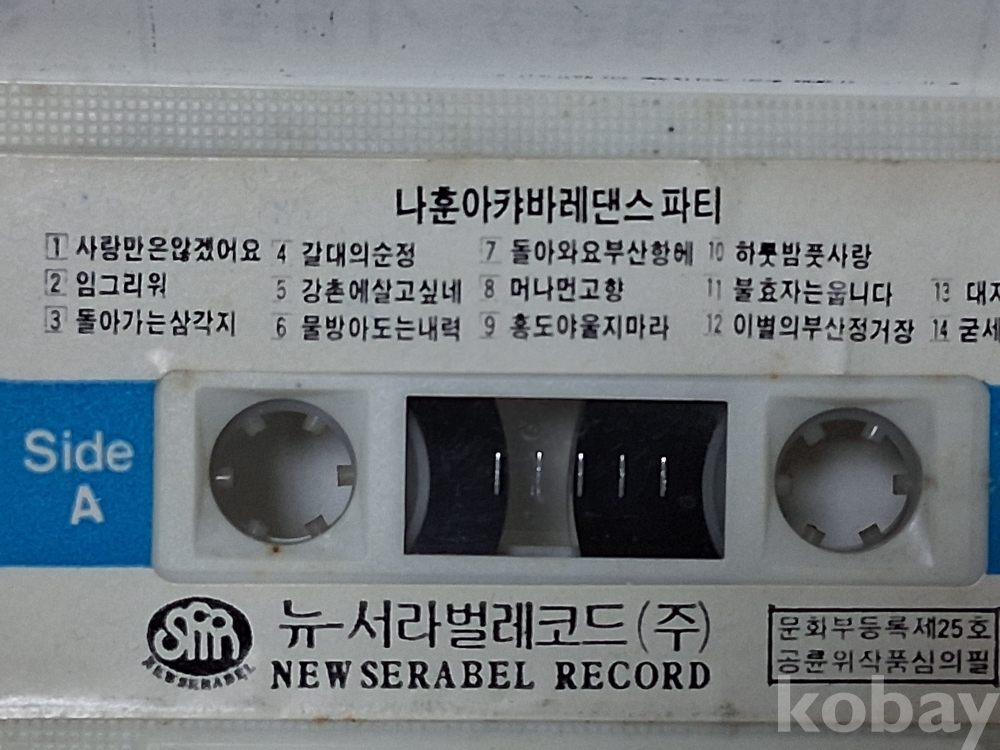 나훈아캬바레댄스파티
1 사랑만은않겠어요
2 임그리워
3 돌아가는삼각지
4 갈대의순정
5 강촌에살고싶네
6 물방아도는내력
7 돌아와요부산항에
8 머나먼고향
9 홍도야울지마라
10 하룻밤풋사랑
11 불효자는웁니다
12 이별의부산정거장
13 대지
14 굳세
Side
A
SRB
NEW SERABEL
뉴-서라벌레코드(주)
NEW SERABEL RECORD
문화부등록제25호
공륜위작품심의필
kobay